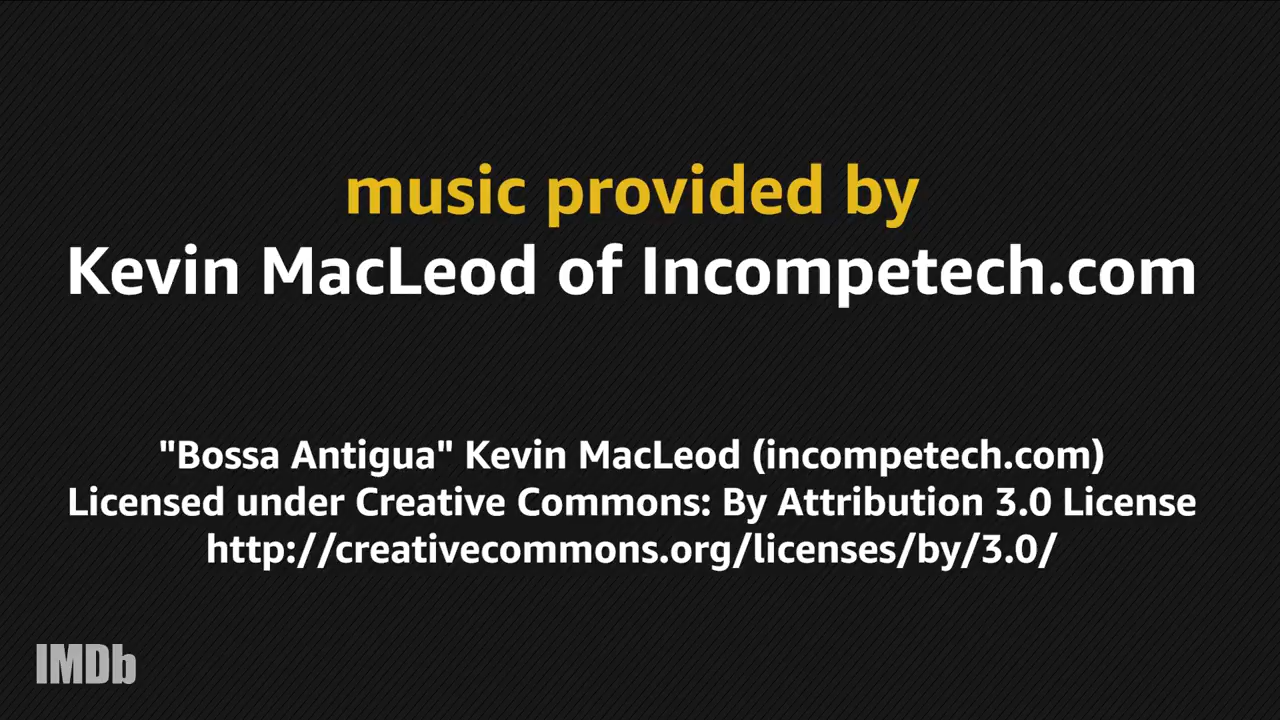 music provided by
Kevin MacLeod of Incompetech.com
"Bossa Antigua" Kevin MacLeod (incompetech.com)
Licensed under Creative Commons: By Attribution 3.0 License
http://creativecommons.org/licenses/by/3.0/
IMDb